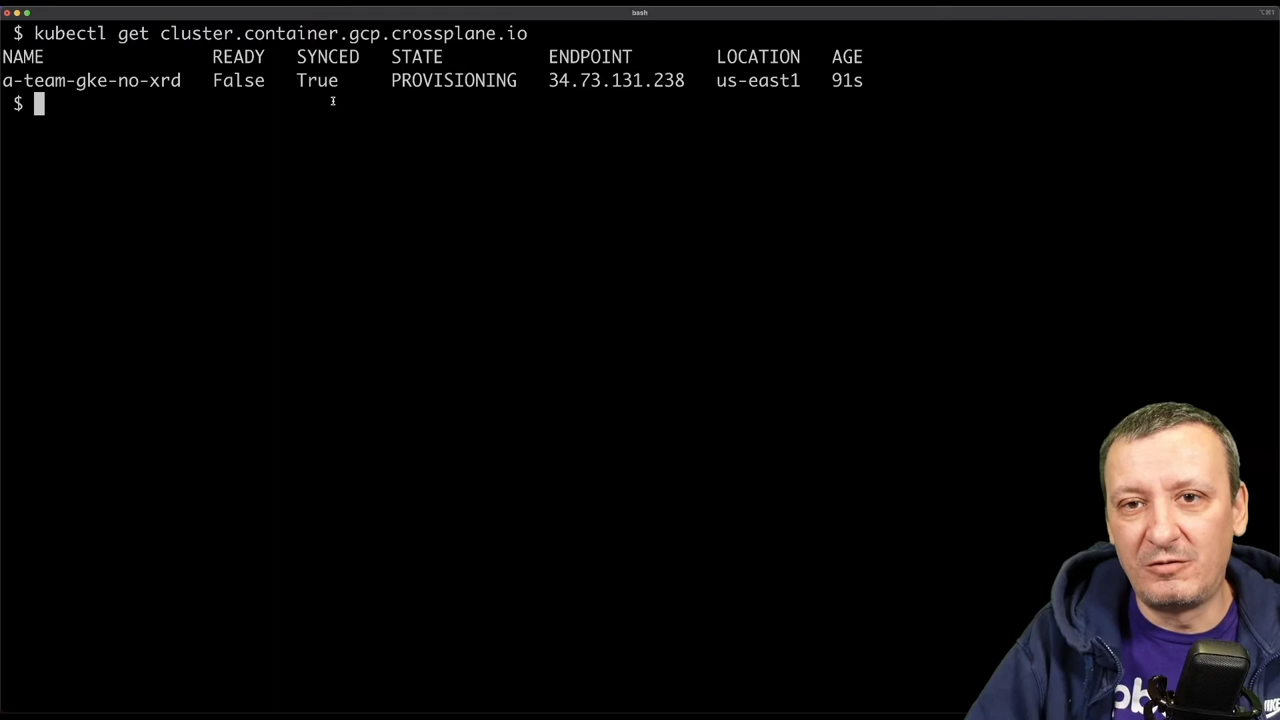 bash
$ kubectl get cluster.container.gcp.crossplane.io
NAME READY SYNCED STATE ENDPOINT LOCATION AGE
a-team-gke-no-xrd False True PROVISIONING 34.73.131.238 us-east1 91s
$